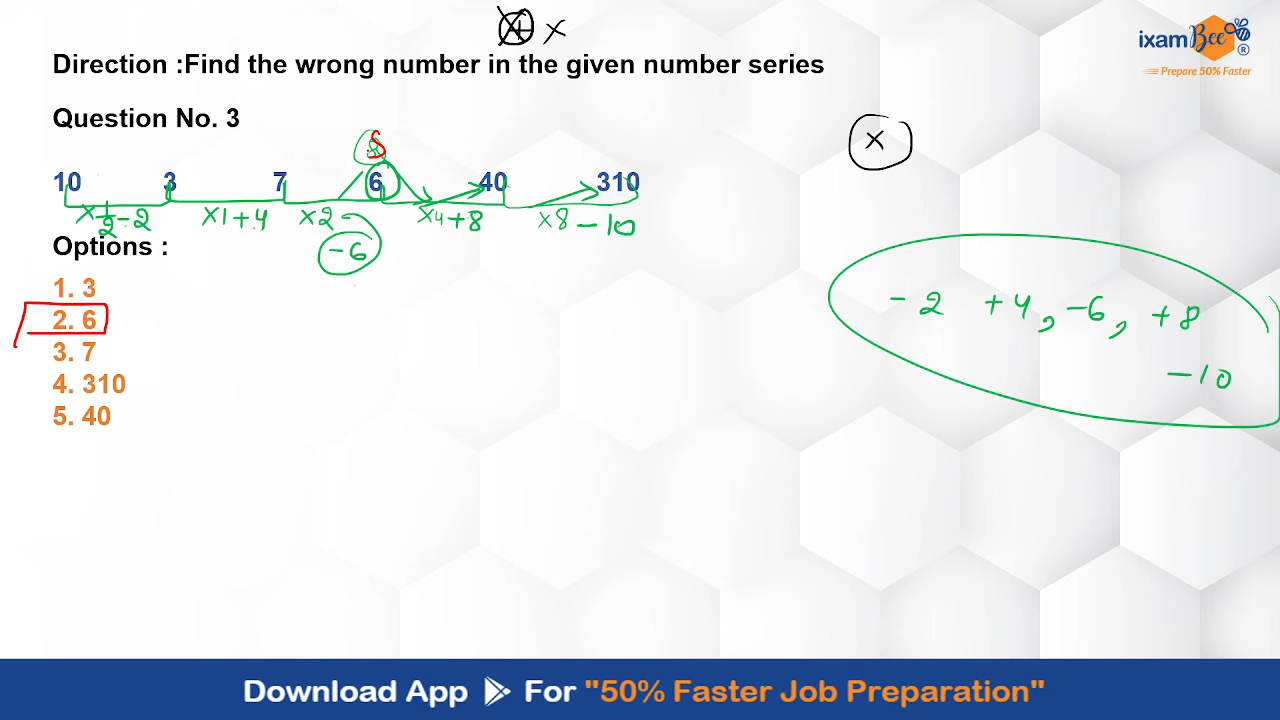 ⊗ ×
ixamBee ®
Prepare 50% Faster
Direction :Find the wrong number in the given number series
Question No. 3
×
8
10 3 7 6 40 310
×1/2-2 ×1+4 ×2 ×4+8 ×8-10
-6
Options :
1. 3
2. 6
3. 7
4. 310
5. 40
-2 +4, -6, +8
-10
Download App For "50% Faster Job Preparation"